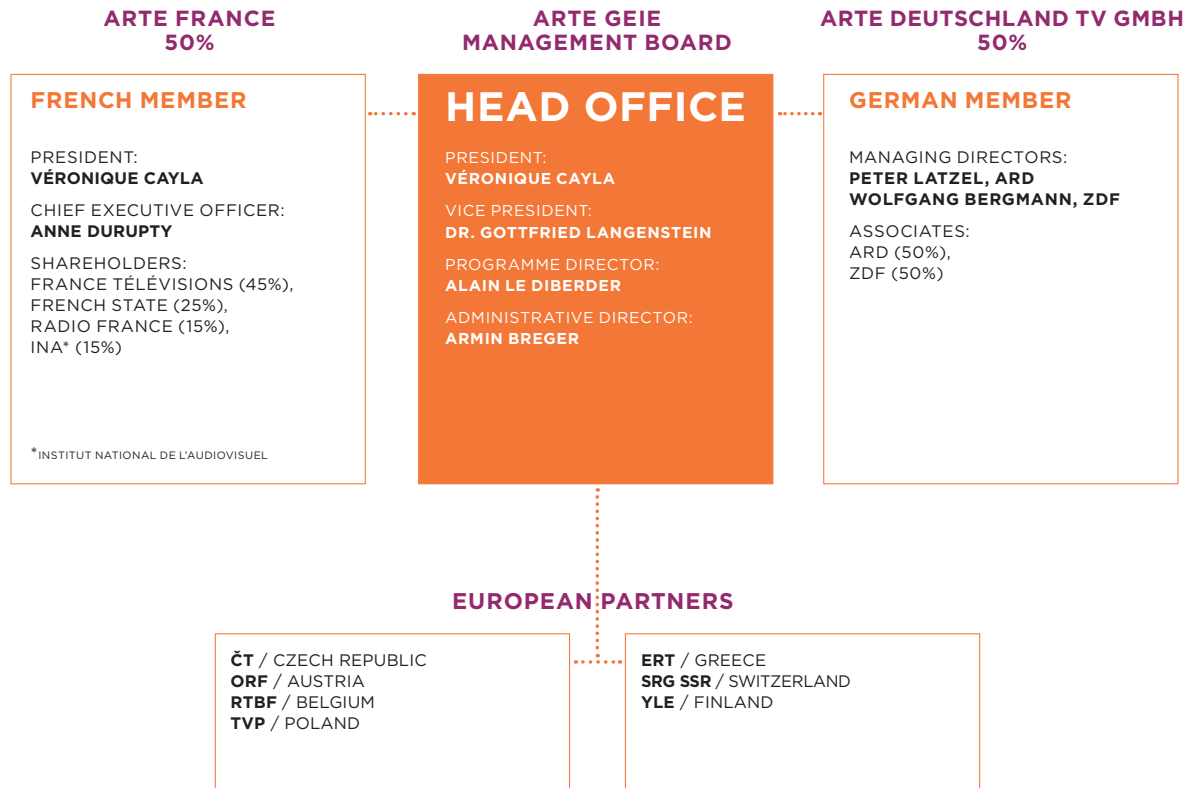 ARTE FRANCE
50%
FRENCH MEMBER
PRESIDENT:
VÉRONIQUE CAYLA
CHIEF EXECUTIVE OFFICER:
ANNE DURUPTY
SHAREHOLDERS:
FRANCE TÉLÉVISIONS (45%),
FRENCH STATE (25%),
RADIO FRANCE (15%),
INA* (15%)
*INSTITUT NATIONAL DE L'AUDIOVISUEL
ARTE GEIE
MANAGEMENT BOARD
HEAD OFFICE
PRESIDENT:
VÉRONIQUE CAYLA
VICE PRESIDENT:
DR. GOTTFRIED LANGENSTEIN
PROGRAMME DIRECTOR:
ALAIN LE DIBERDER
ADMINISTRATIVE DIRECTOR:
ARMIN BREGER
ARTE DEUTSCHLAND TV GMBH
50%
GERMAN MEMBER
MANAGING DIRECTORS:
PETER LATZEL, ARD
WOLFGANG BERGMANN, ZDF
ASSOCIATES:
ARD (50%),
ZDF (50%)
EUROPEAN PARTNERS
ČT / CZECH REPUBLIC
ORF / AUSTRIA
RTBF / BELGIUM
TVP / POLAND
ERT / GREECE
SRG SSR / SWITZERLAND
YLE / FINLAND